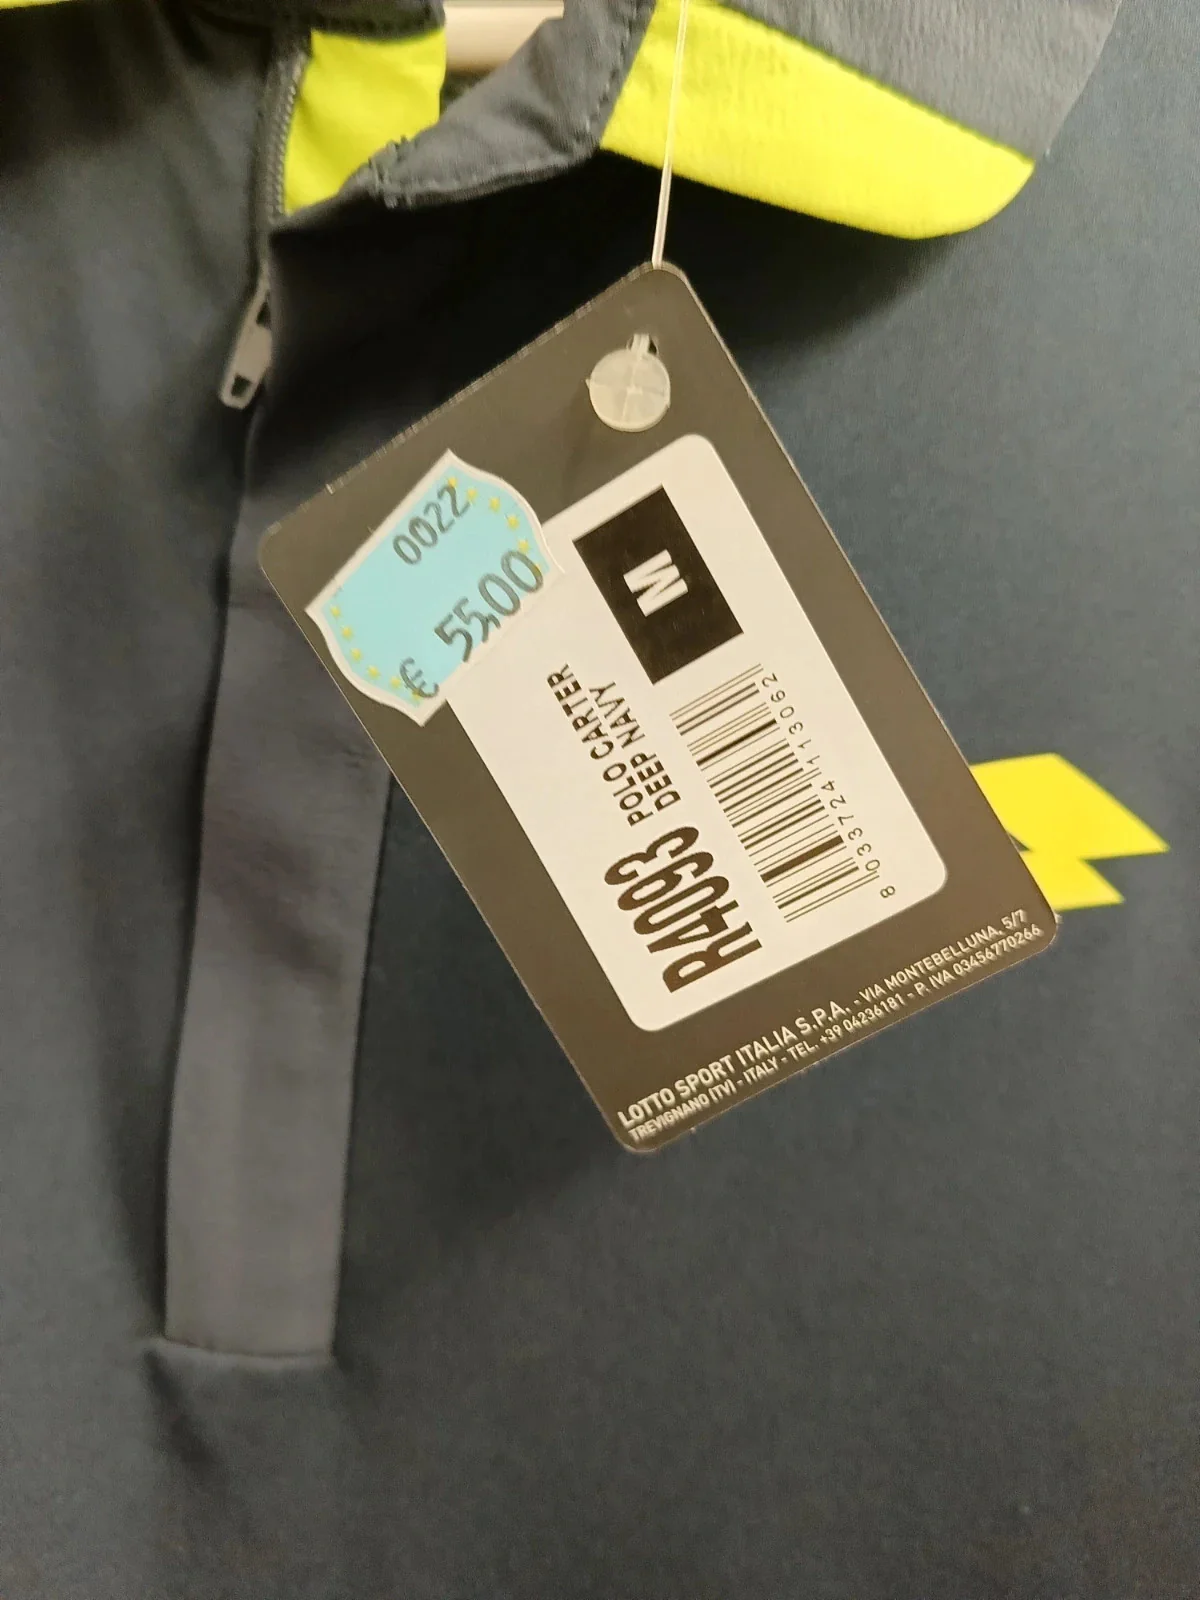 0022
€ 55,00
M
R4093 POLO CARTER
DEEP NAVY
8 033724 113062
LOTTO SPORT ITALIA S.P.A. - VIA MONTEBELLUNA, 5/7
TREVIGNANO (TV) - ITALY - TEL. +39 04236181 - P. IVA 03456770266